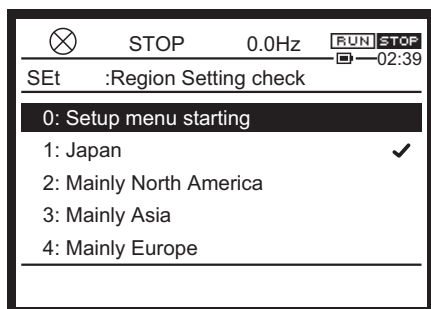 STOP 0.0Hz RUN STOP
02:39
SEt :Region Setting check
0: Setup menu starting
1: Japan
2: Mainly North America
3: Mainly Asia
4: Mainly Europe